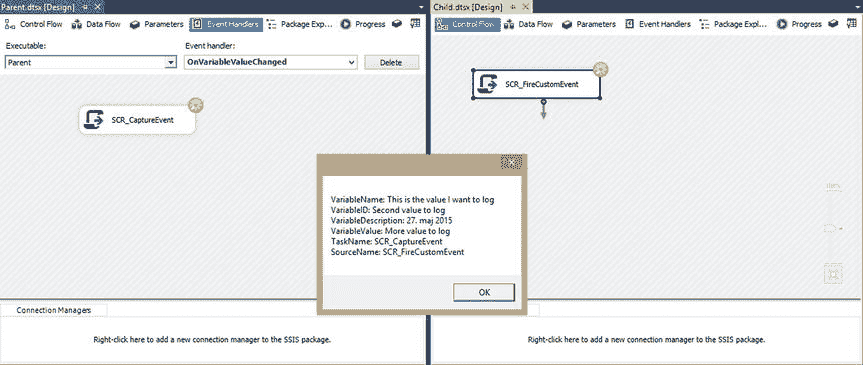 Parent.dtsx [Design]
Control Flow
Data Flow
Parameters
Event Handlers
Package Exp...
Progress
Executable:
Event handler:
Parent
OnVariableValueChanged
Delete
SCR_CaptureEvent
Connection Managers
Right-click here to add a new connection manager to the SSIS package.
Child.dtsx [Design]
Control Flow
Data Flow
Parameters
Event Handlers
Package Expl...
Progress
SCR_FireCustomEvent
100%
Right-click here to add a new connection manager to the SSIS package.
VariableName: This is the value I want to log
VariableID: Second value to log
VariableDescription: 27. maj 2015
VariableValue: More value to log
TaskName: SCR_CaptureEvent
SourceName: SCR_FireCustomEvent
OK